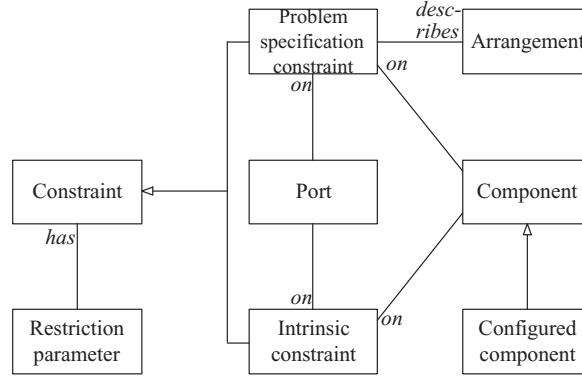 Problem
specification
constraint
desc-
ribes
Arrangement
on
on
Constraint
Port
Component
has
on
on
Restriction
parameter
Intrinsic
constraint
Configured
component